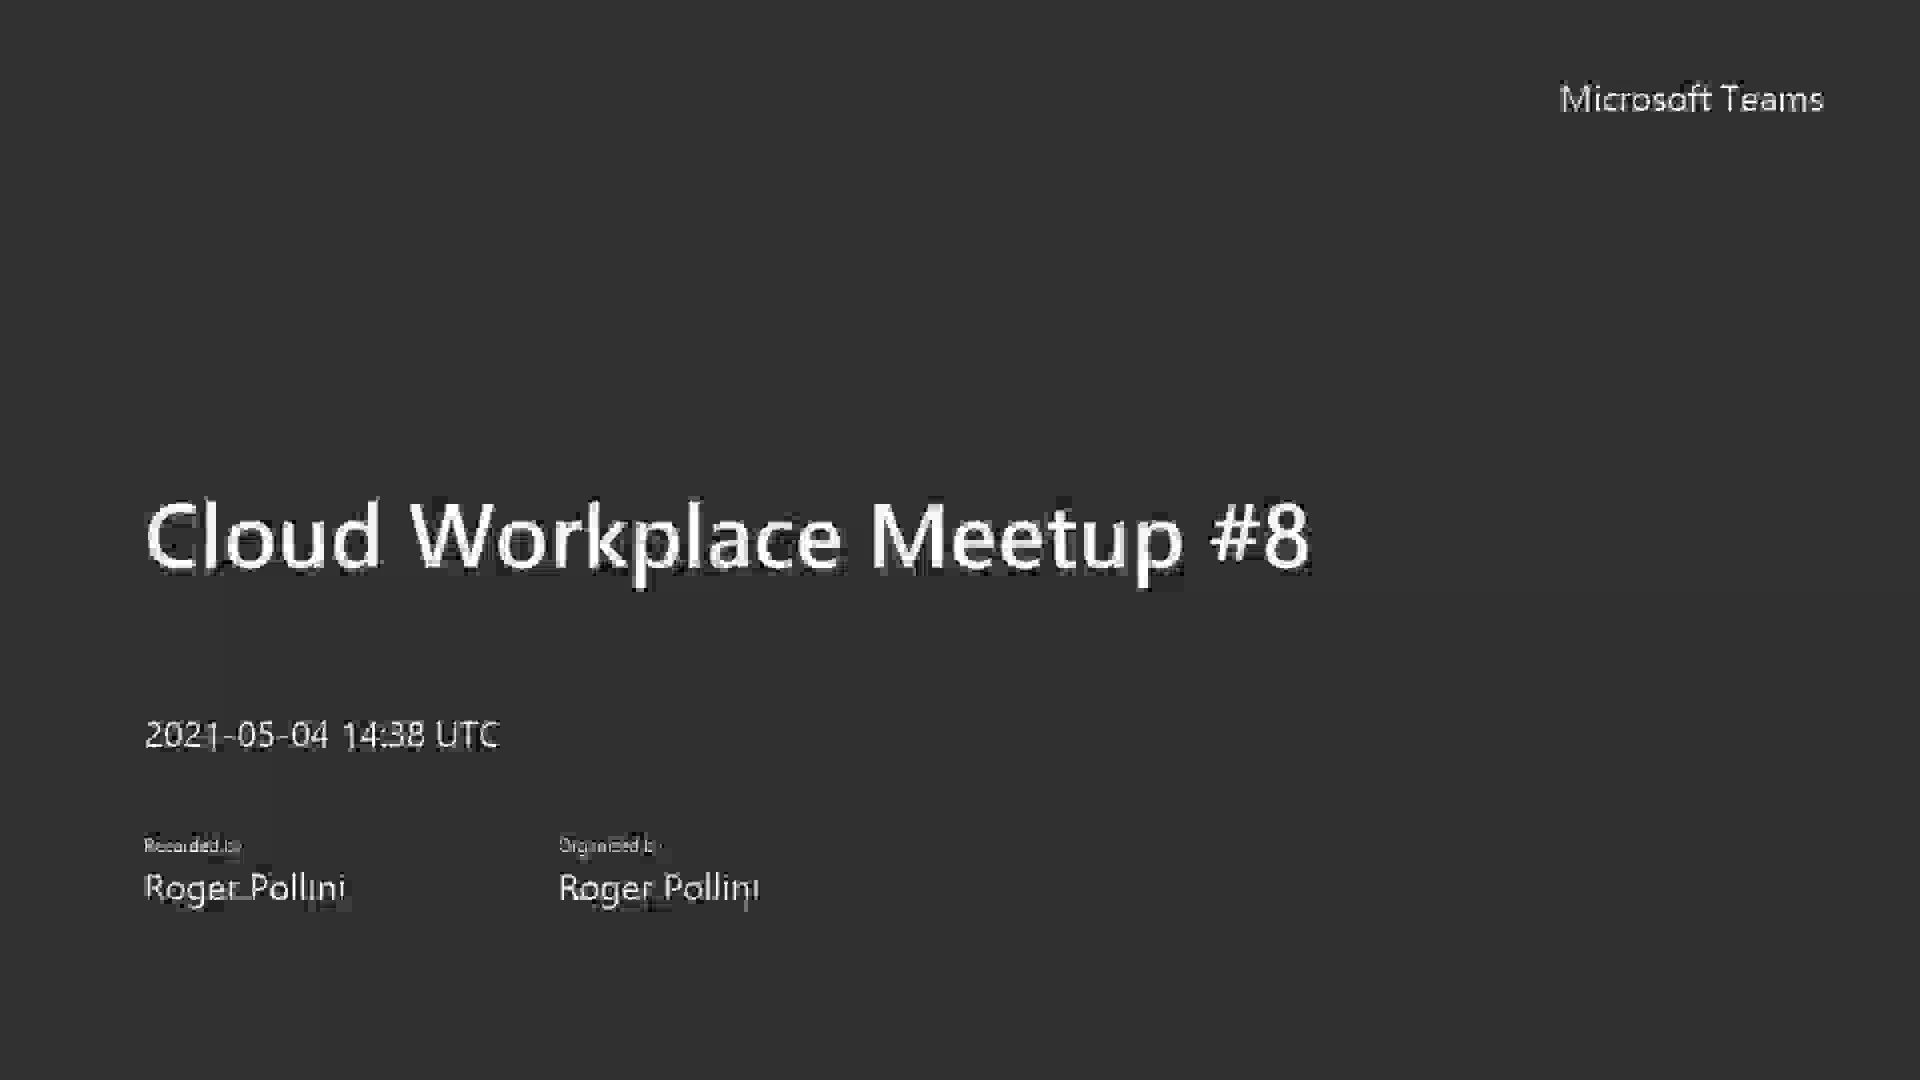 Microsoft Teams
Cloud Workplace Meetup #8
2021-05-04 14:38 UTC
Recorded by
Organized by
Roger Pollini
Roger Pollini